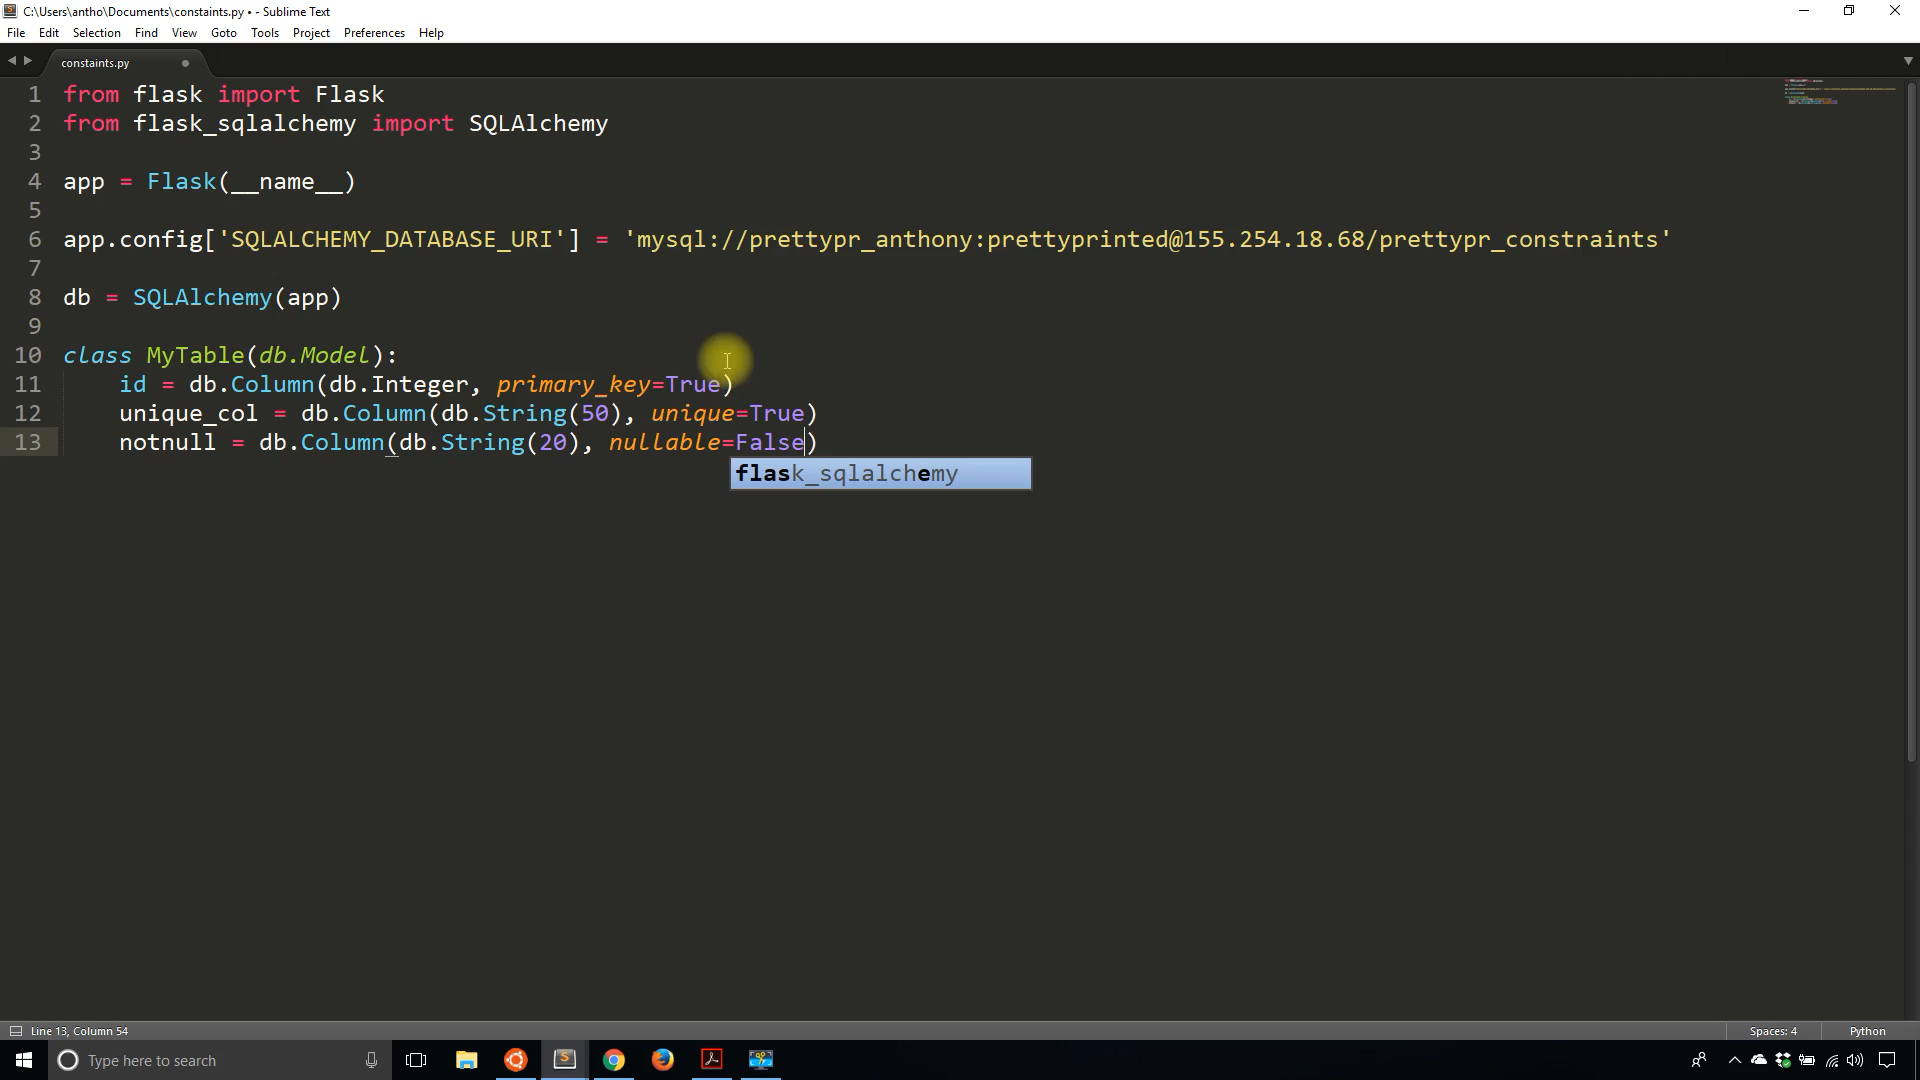 C:\Users\antho\Documents\constaints.py • - Sublime Text
File Edit Selection Find View Goto Tools Project Preferences Help
constaints.py
1 from flask import Flask
2 from flask_sqlalchemy import SQLAlchemy
3
4 app = Flask(__name__)
5
6 app.config['SQLALCHEMY_DATABASE_URI'] = 'mysql://prettypr_anthony:prettyprinted@155.254.18.68/prettypr_constraints'
7
8 db = SQLAlchemy(app)
9
10 class MyTable(db.Model):
11     id = db.Column(db.Integer, primary_key=True)
12     unique_col = db.Column(db.String(50), unique=True)
13     notnull = db.Column(db.String(20), nullable=False)
flask_sqlalchemy
Line 13, Column 54 Spaces: 4 Python
Type here to search